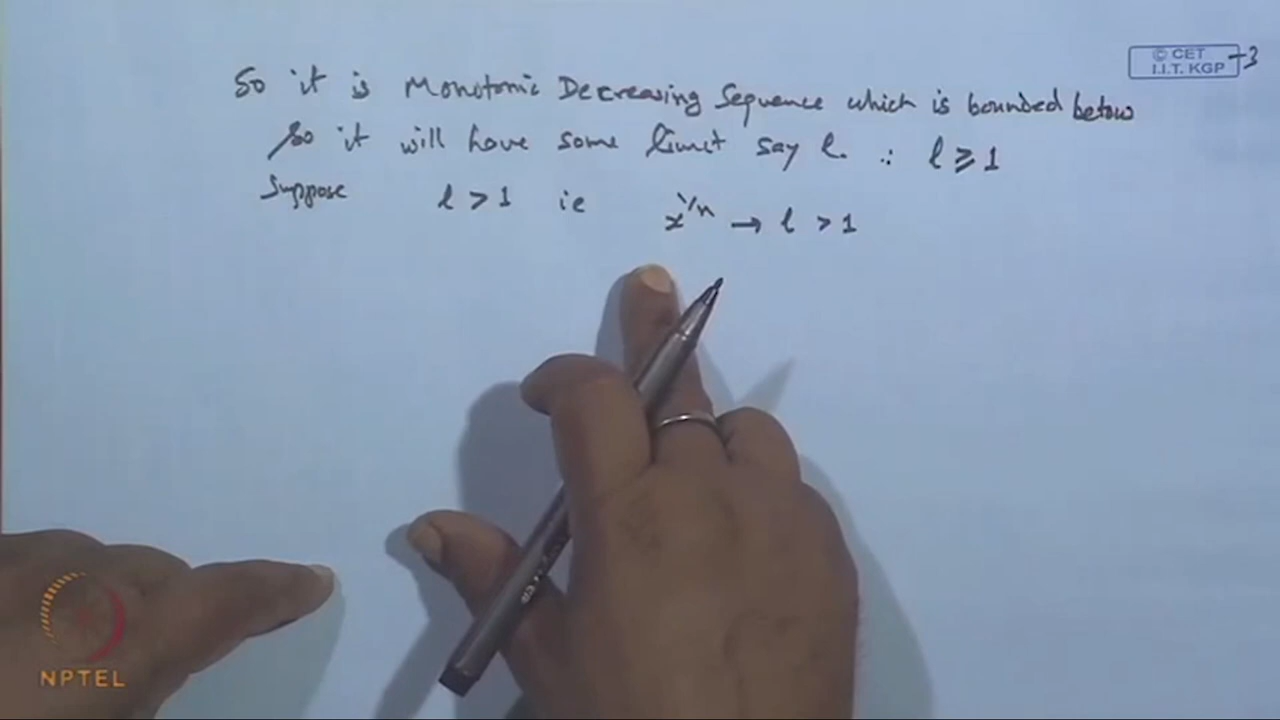 © CET
I.I.T. KGP -3
So it is Monotonic Decreasing Sequence which is bounded below
So it will have some limit say l. ∴ l ≥ 1
Suppose l > 1 ie x^{1/n} → l > 1
NPTEL